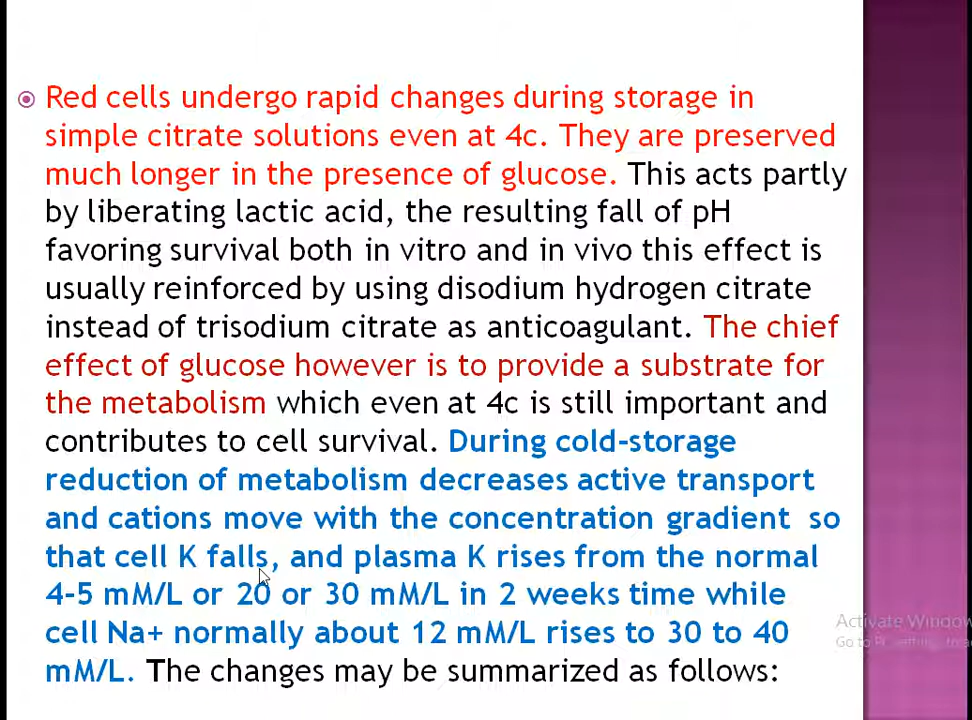 Red cells undergo rapid changes during storage in
simple citrate solutions even at 4c. They are preserved
much longer in the presence of glucose. This acts partly
by liberating lactic acid, the resulting fall of pH
favoring survival both in vitro and in vivo this effect is
usually reinforced by using disodium hydrogen citrate
instead of trisodium citrate as anticoagulant. The chief
effect of glucose however is to provide a substrate for
the metabolism which even at 4c is still important and
contributes to cell survival. During cold-storage
reduction of metabolism decreases active transport
and cations move with the concentration gradient so
that cell K falls, and plasma K rises from the normal
4-5 mM/L or 20 or 30 mM/L in 2 weeks time while
cell Na+ normally about 12 mM/L rises to 30 to 40
mM/L. The changes may be summarized as follows:
Activate Window
Go to PC